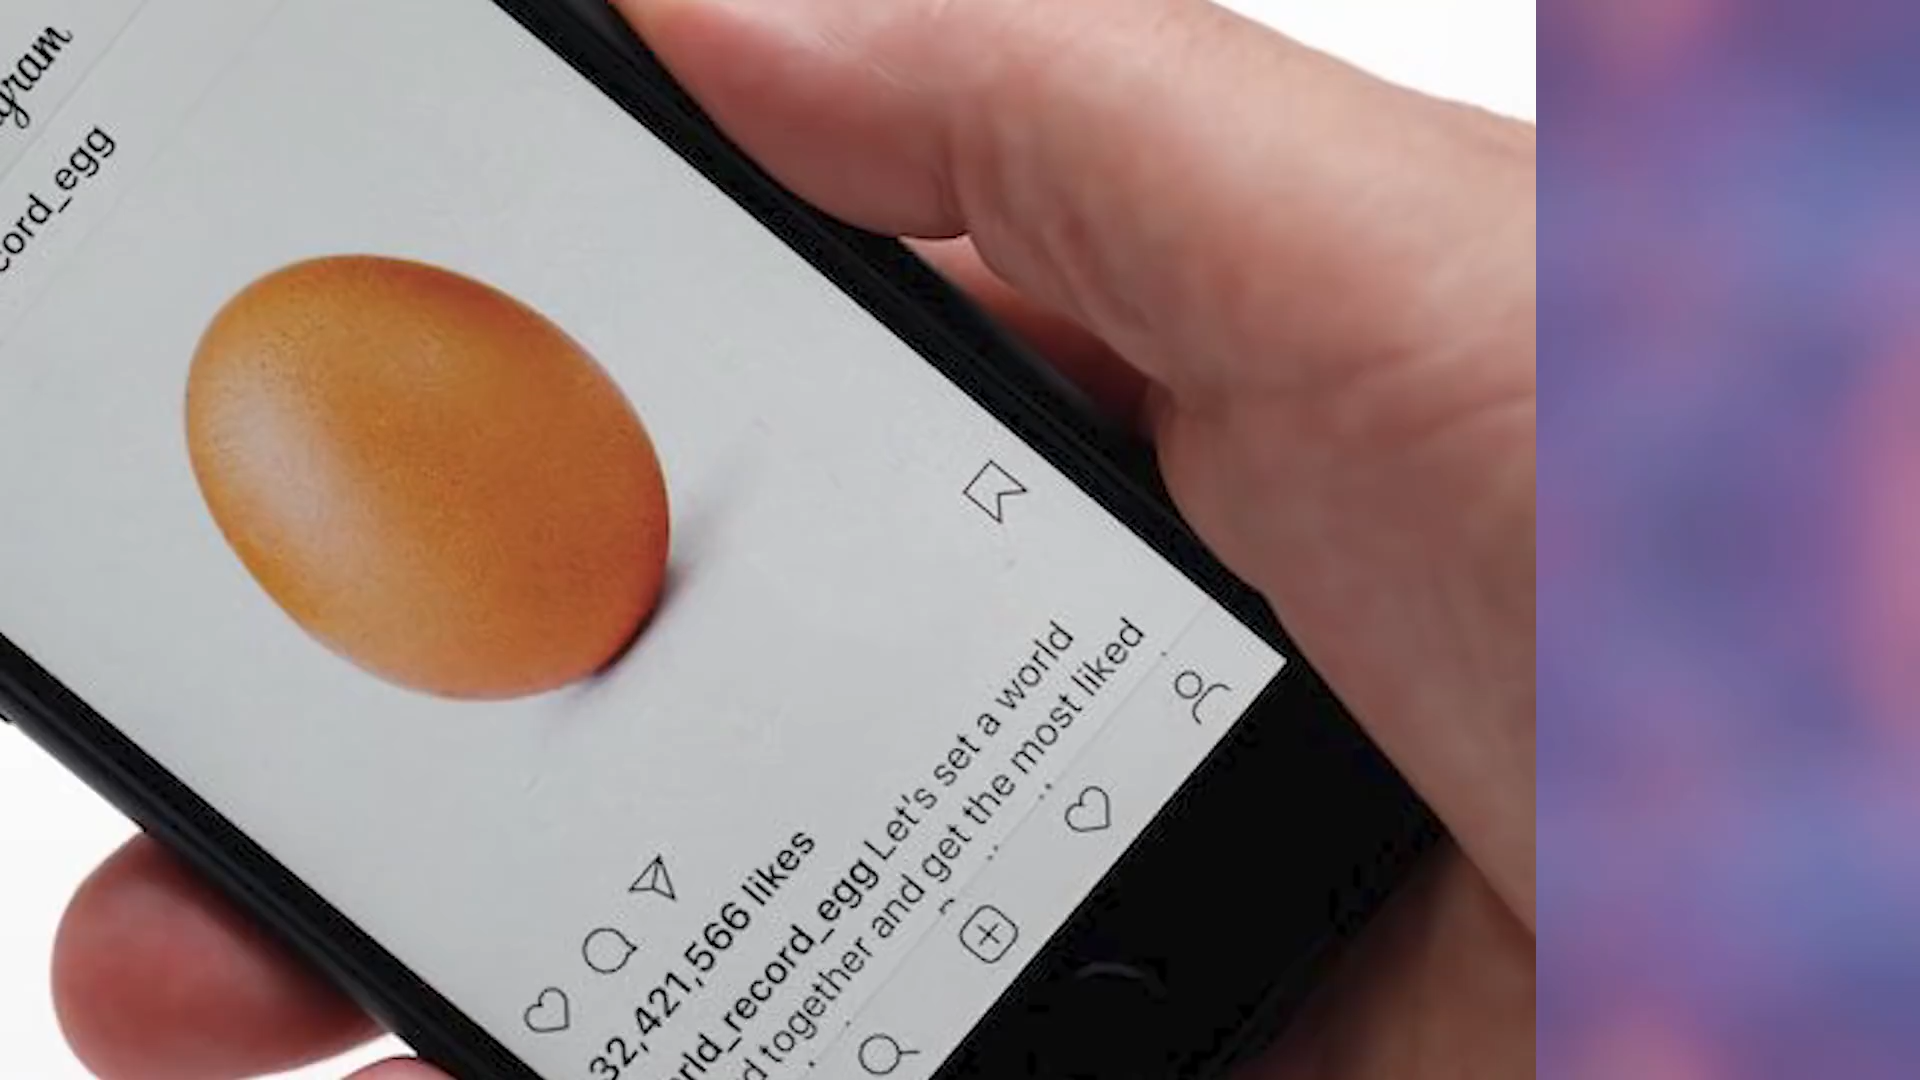 gram
cord_egg
32,421,566 likes
rld_record_egg Let's set a world
d together and get the most liked